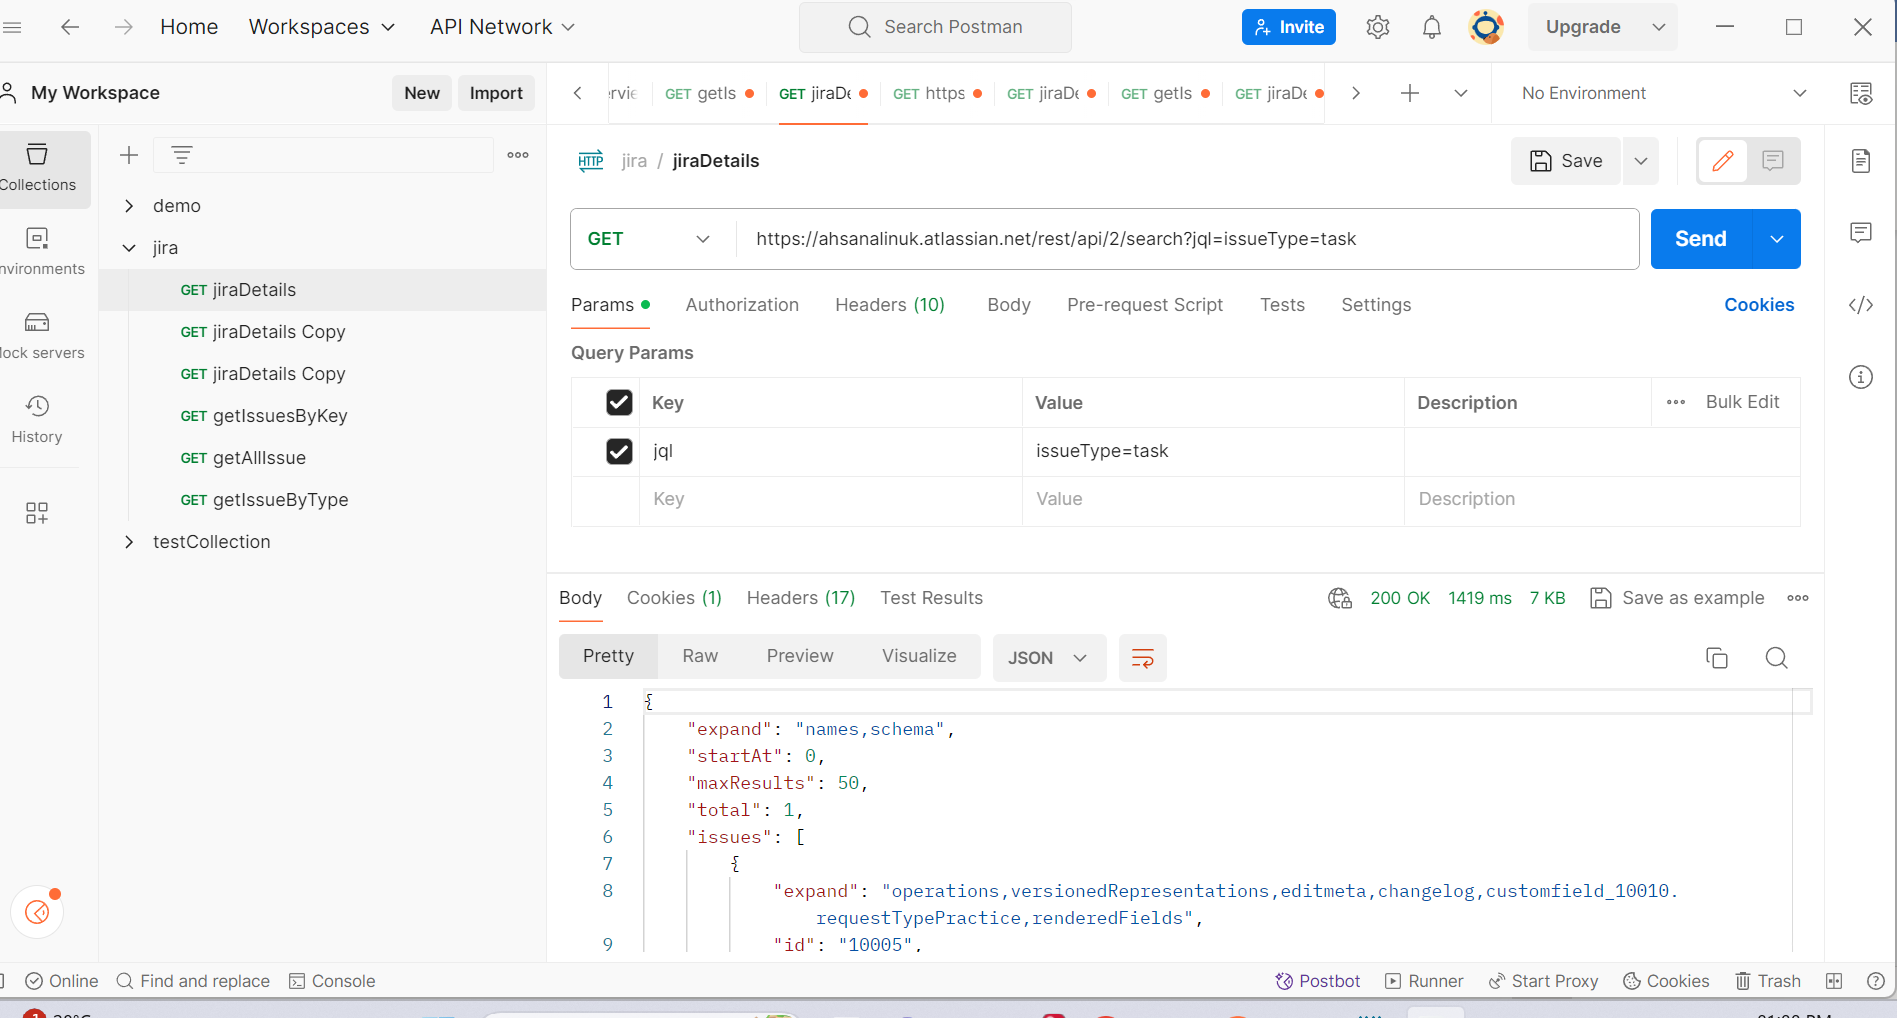 Home Workspaces API Network Search Postman Invite Upgrade
My Workspace New Import GET getIs GET jiraDe GET https GET jiraDe GET getIs GET jiraDe No Environment
Collections
demo
jira
GET jiraDetails
GET jiraDetails Copy
GET jiraDetails Copy
GET getIssuesByKey
GET getAllIssue
GET getIssueByType
testCollection
nvironments
lock servers
History
HTTP jira / jiraDetails Save
GET https://ahsanalinuk.atlassian.net/rest/api/2/search?jql=issueType=task Send
Params Authorization Headers (10) Body Pre-request Script Tests Settings Cookies
Query Params
Key Value Description Bulk Edit
jql issueType=task
Key Value Description
Body Cookies (1) Headers (17) Test Results 200 OK 1419 ms 7 KB Save as example
Pretty Raw Preview Visualize JSON
1 {
2 "expand": "names,schema",
3 "startAt": 0,
4 "maxResults": 50,
5 "total": 1,
6 "issues": [
7 {
8 "expand": "operations,versionedRepresentations,editmeta,changelog,customfield_10010.
requestTypePractice,renderedFields",
9 "id": "10005",
Online Find and replace Console Postbot Runner Start Proxy Cookies Trash